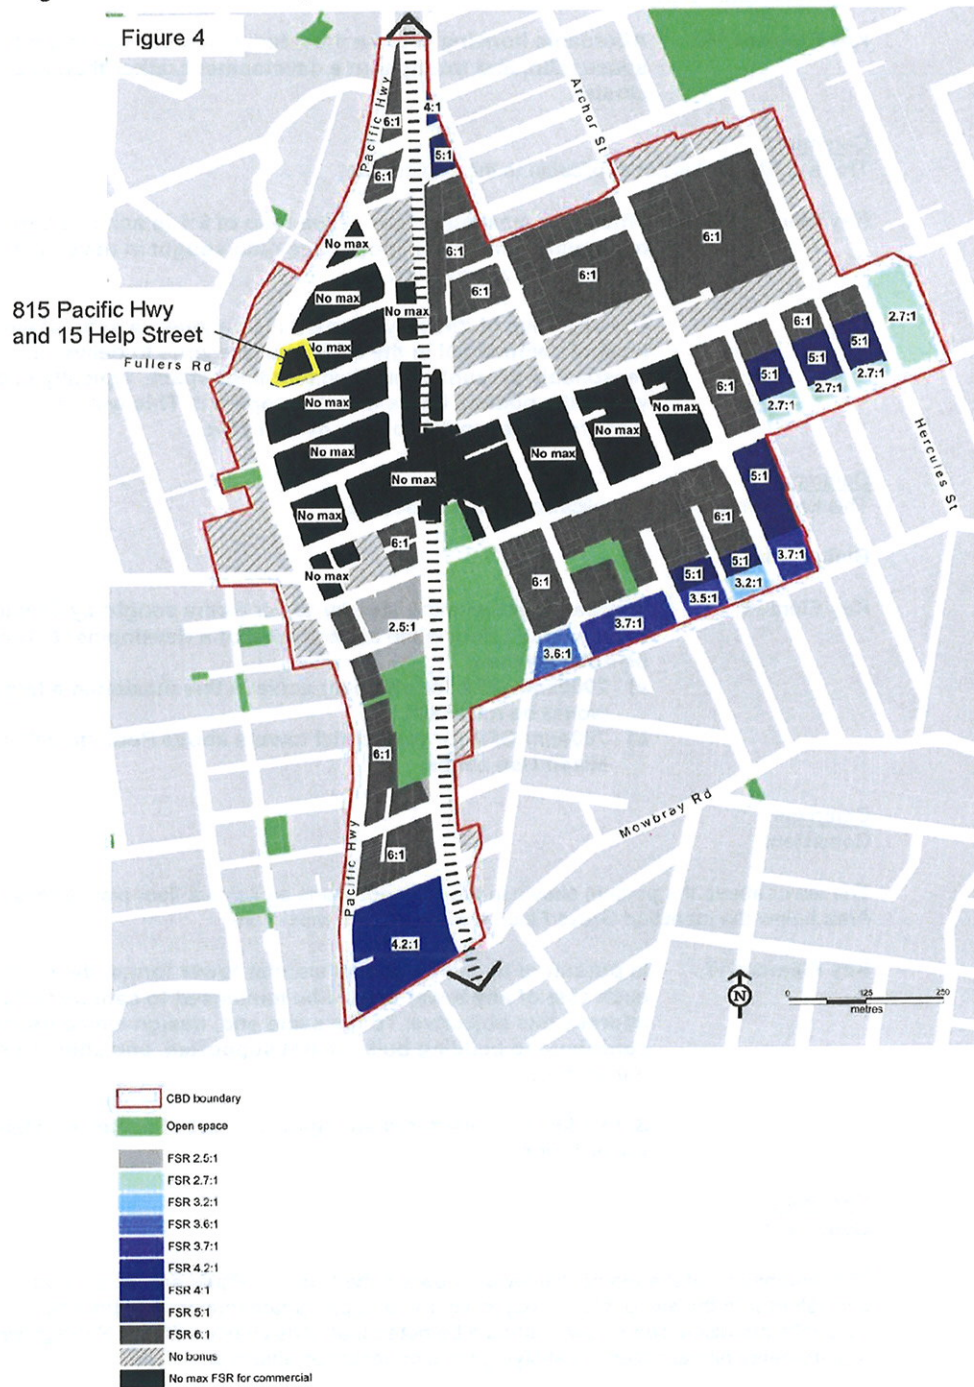 Figure 4
Pacific Hwy
Archor St
4:1
6:1
5:1
6:1
6:1
No max
6:1
6:1
6:1
No max
No max
815 Pacific Hwy
and 15 Help Street
Fullers Rd
No max
No max
No max
No max
No max
No max
No max
No max
No max
No max
6:1
6:1
5:1
5:1
5:1
2.7:1
2.7:1
2.7:1
2.7:1
Hercules St
5:1
6:1
6:1
6:1
5:1
5:1
3.7:1
3.5:1
3.2:1
3.7:1
3.6:1
2.5:1
6:1
Mowbray Rd
Pacific Hwy
6:1
4.2:1
N
0 125 250
metres
CBD boundary
Open space
FSR 2.5:1
FSR 2.7:1
FSR 3.2:1
FSR 3.6:1
FSR 3.7:1
FSR 4.2:1
FSR 4:1
FSR 5:1
FSR 6:1
No bonus
No max FSR for commercial